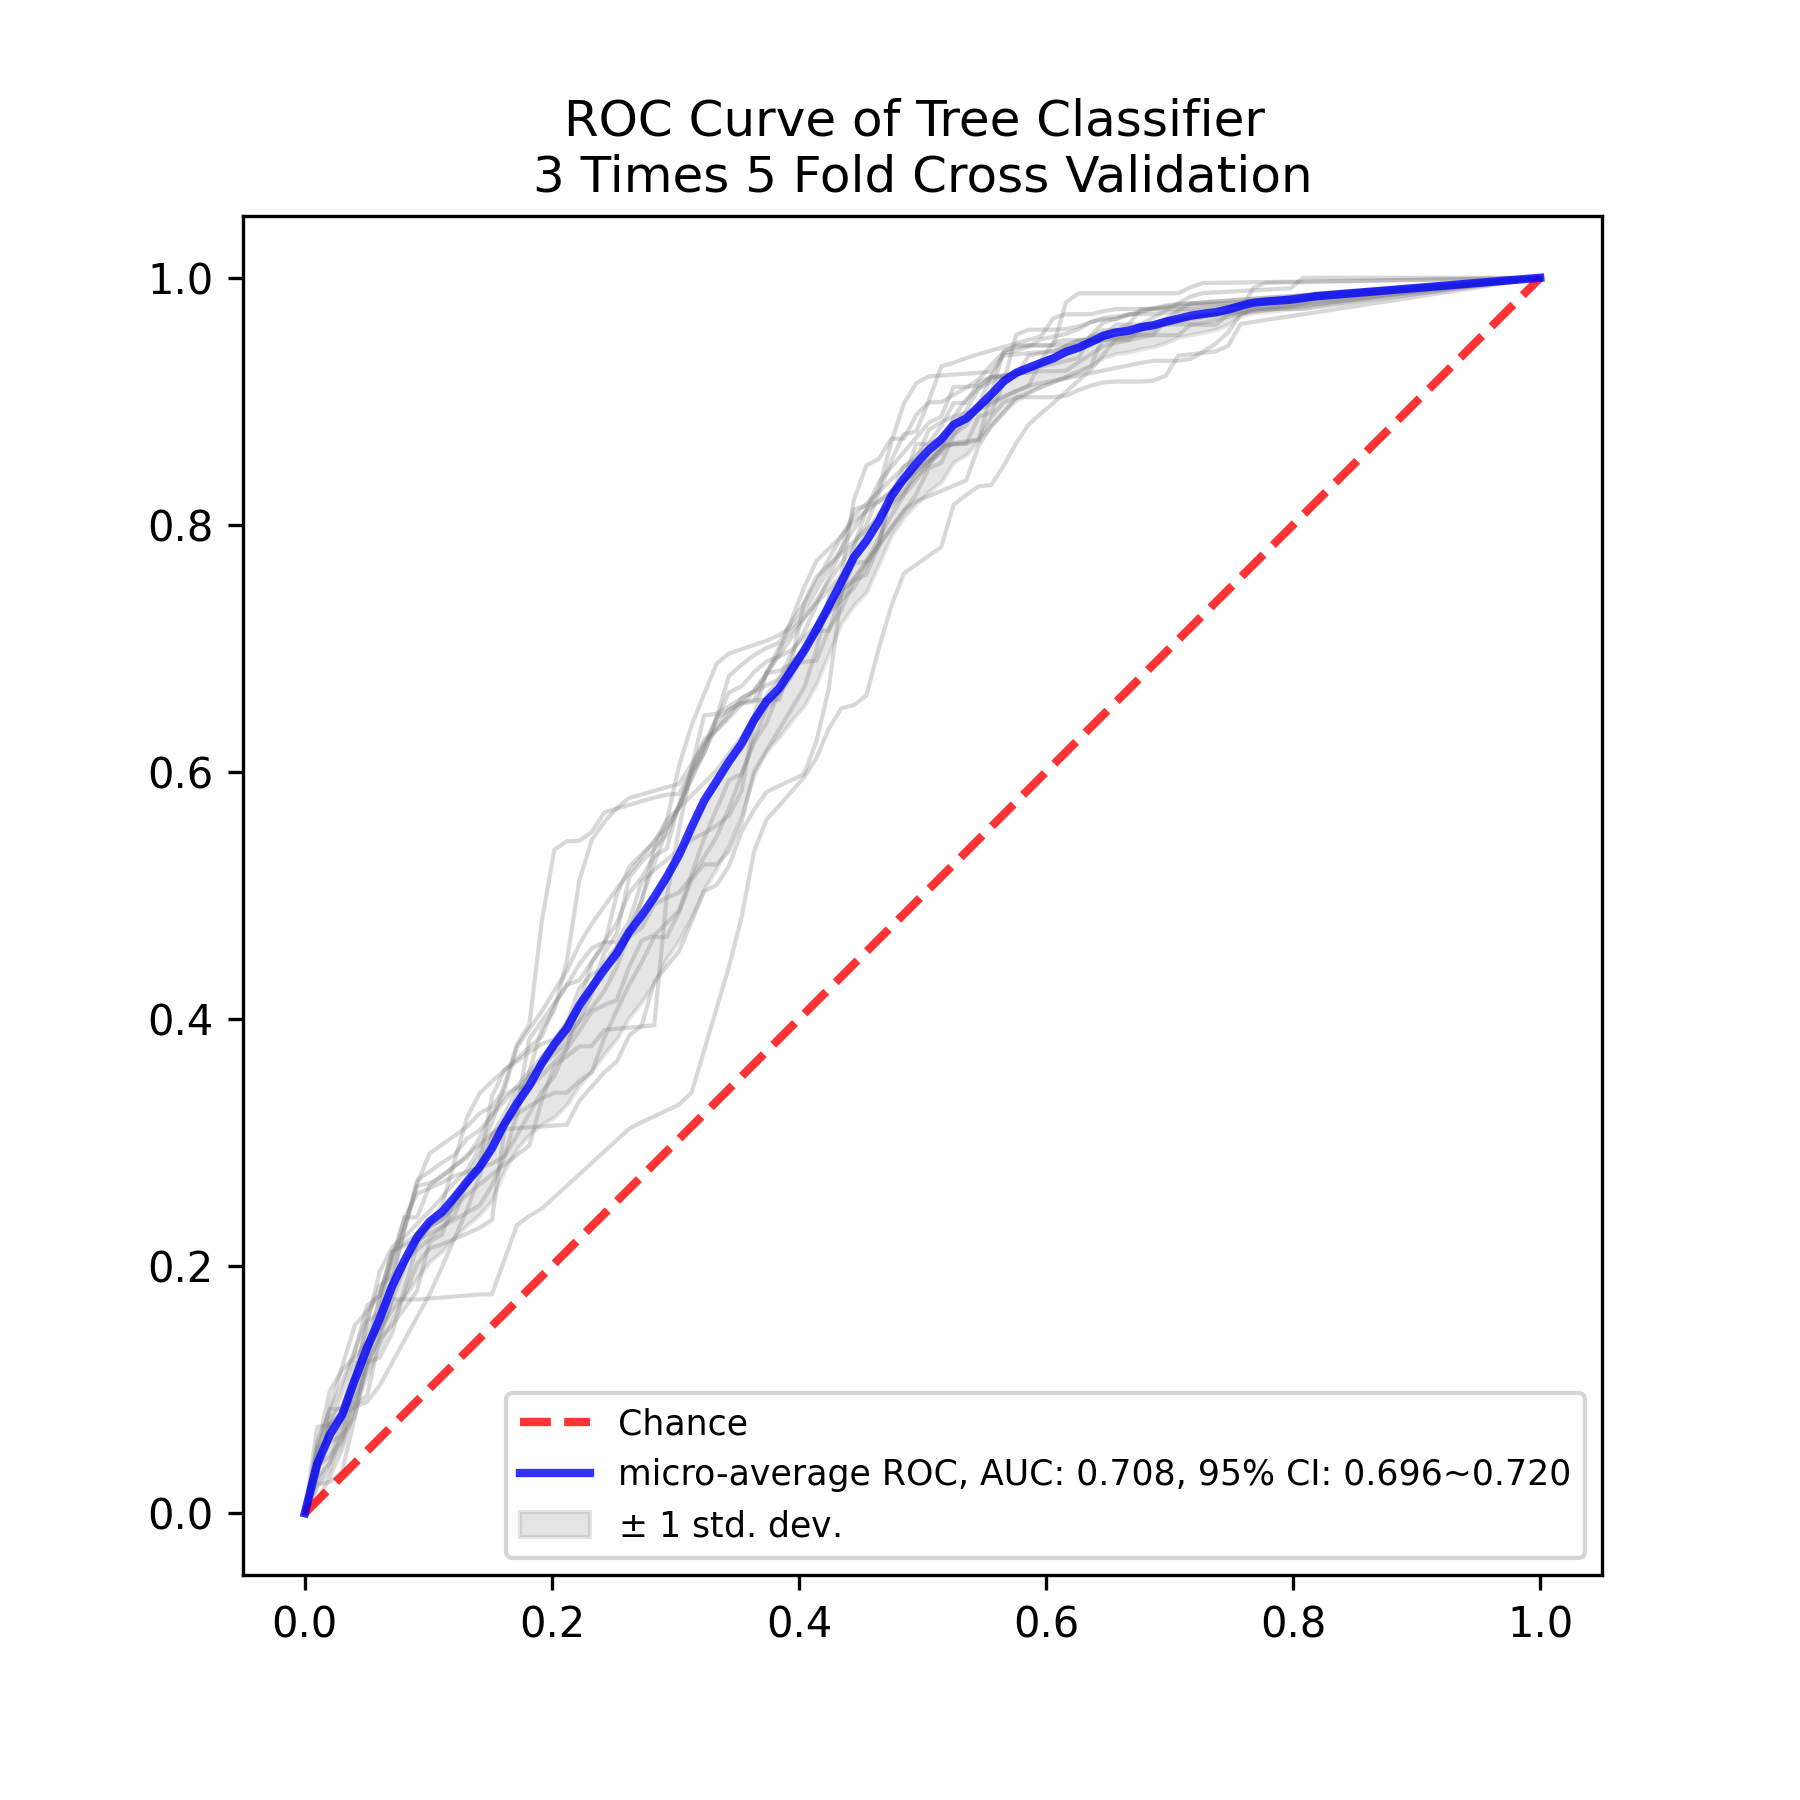 ROC Curve of Tree Classifier
3 Times 5 Fold Cross Validation
1.0
0.8
0.6
0.4
0.2
0.0
Chance
micro-average ROC, AUC: 0.708, 95% CI: 0.696~0.720
± 1 std. dev.
0.0 0.2 0.4 0.6 0.8 1.0